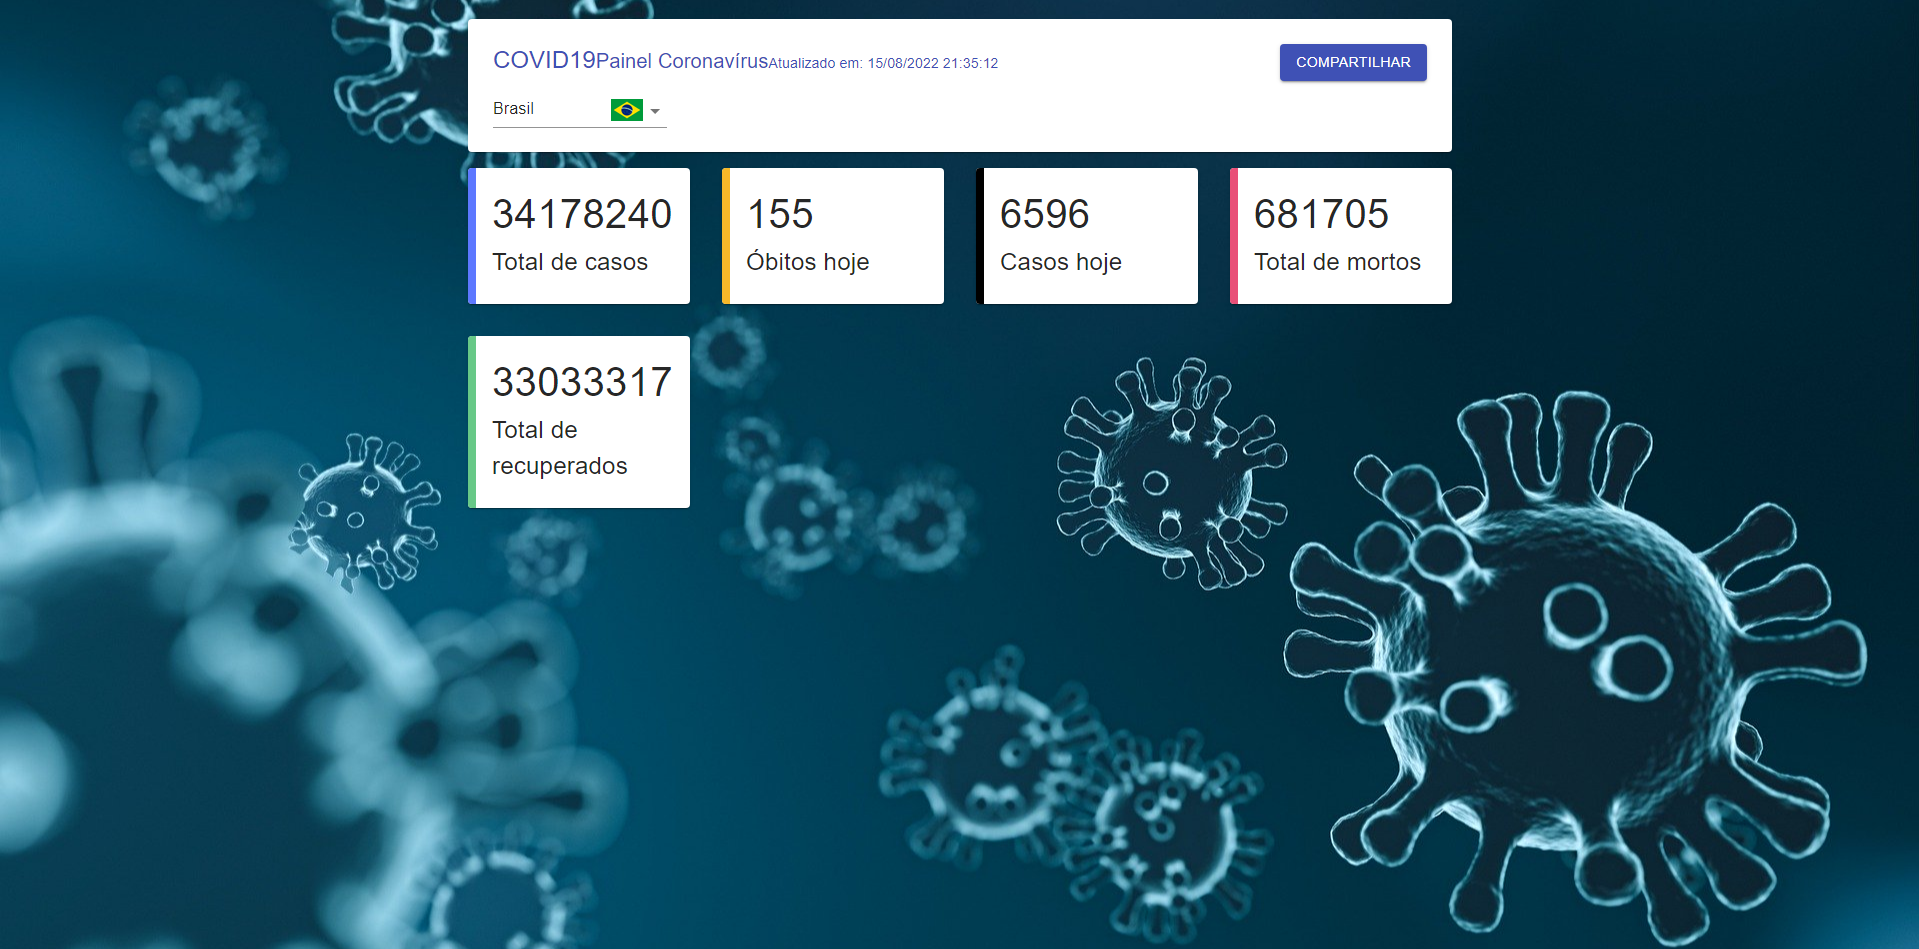 COVID19Painel CoronavírusAtualizado em: 15/08/2022 21:35:12
COMPARTILHAR
Brasil
34178240
Total de casos
155
Óbitos hoje
6596
Casos hoje
681705
Total de mortos
33033317
Total de
recuperados